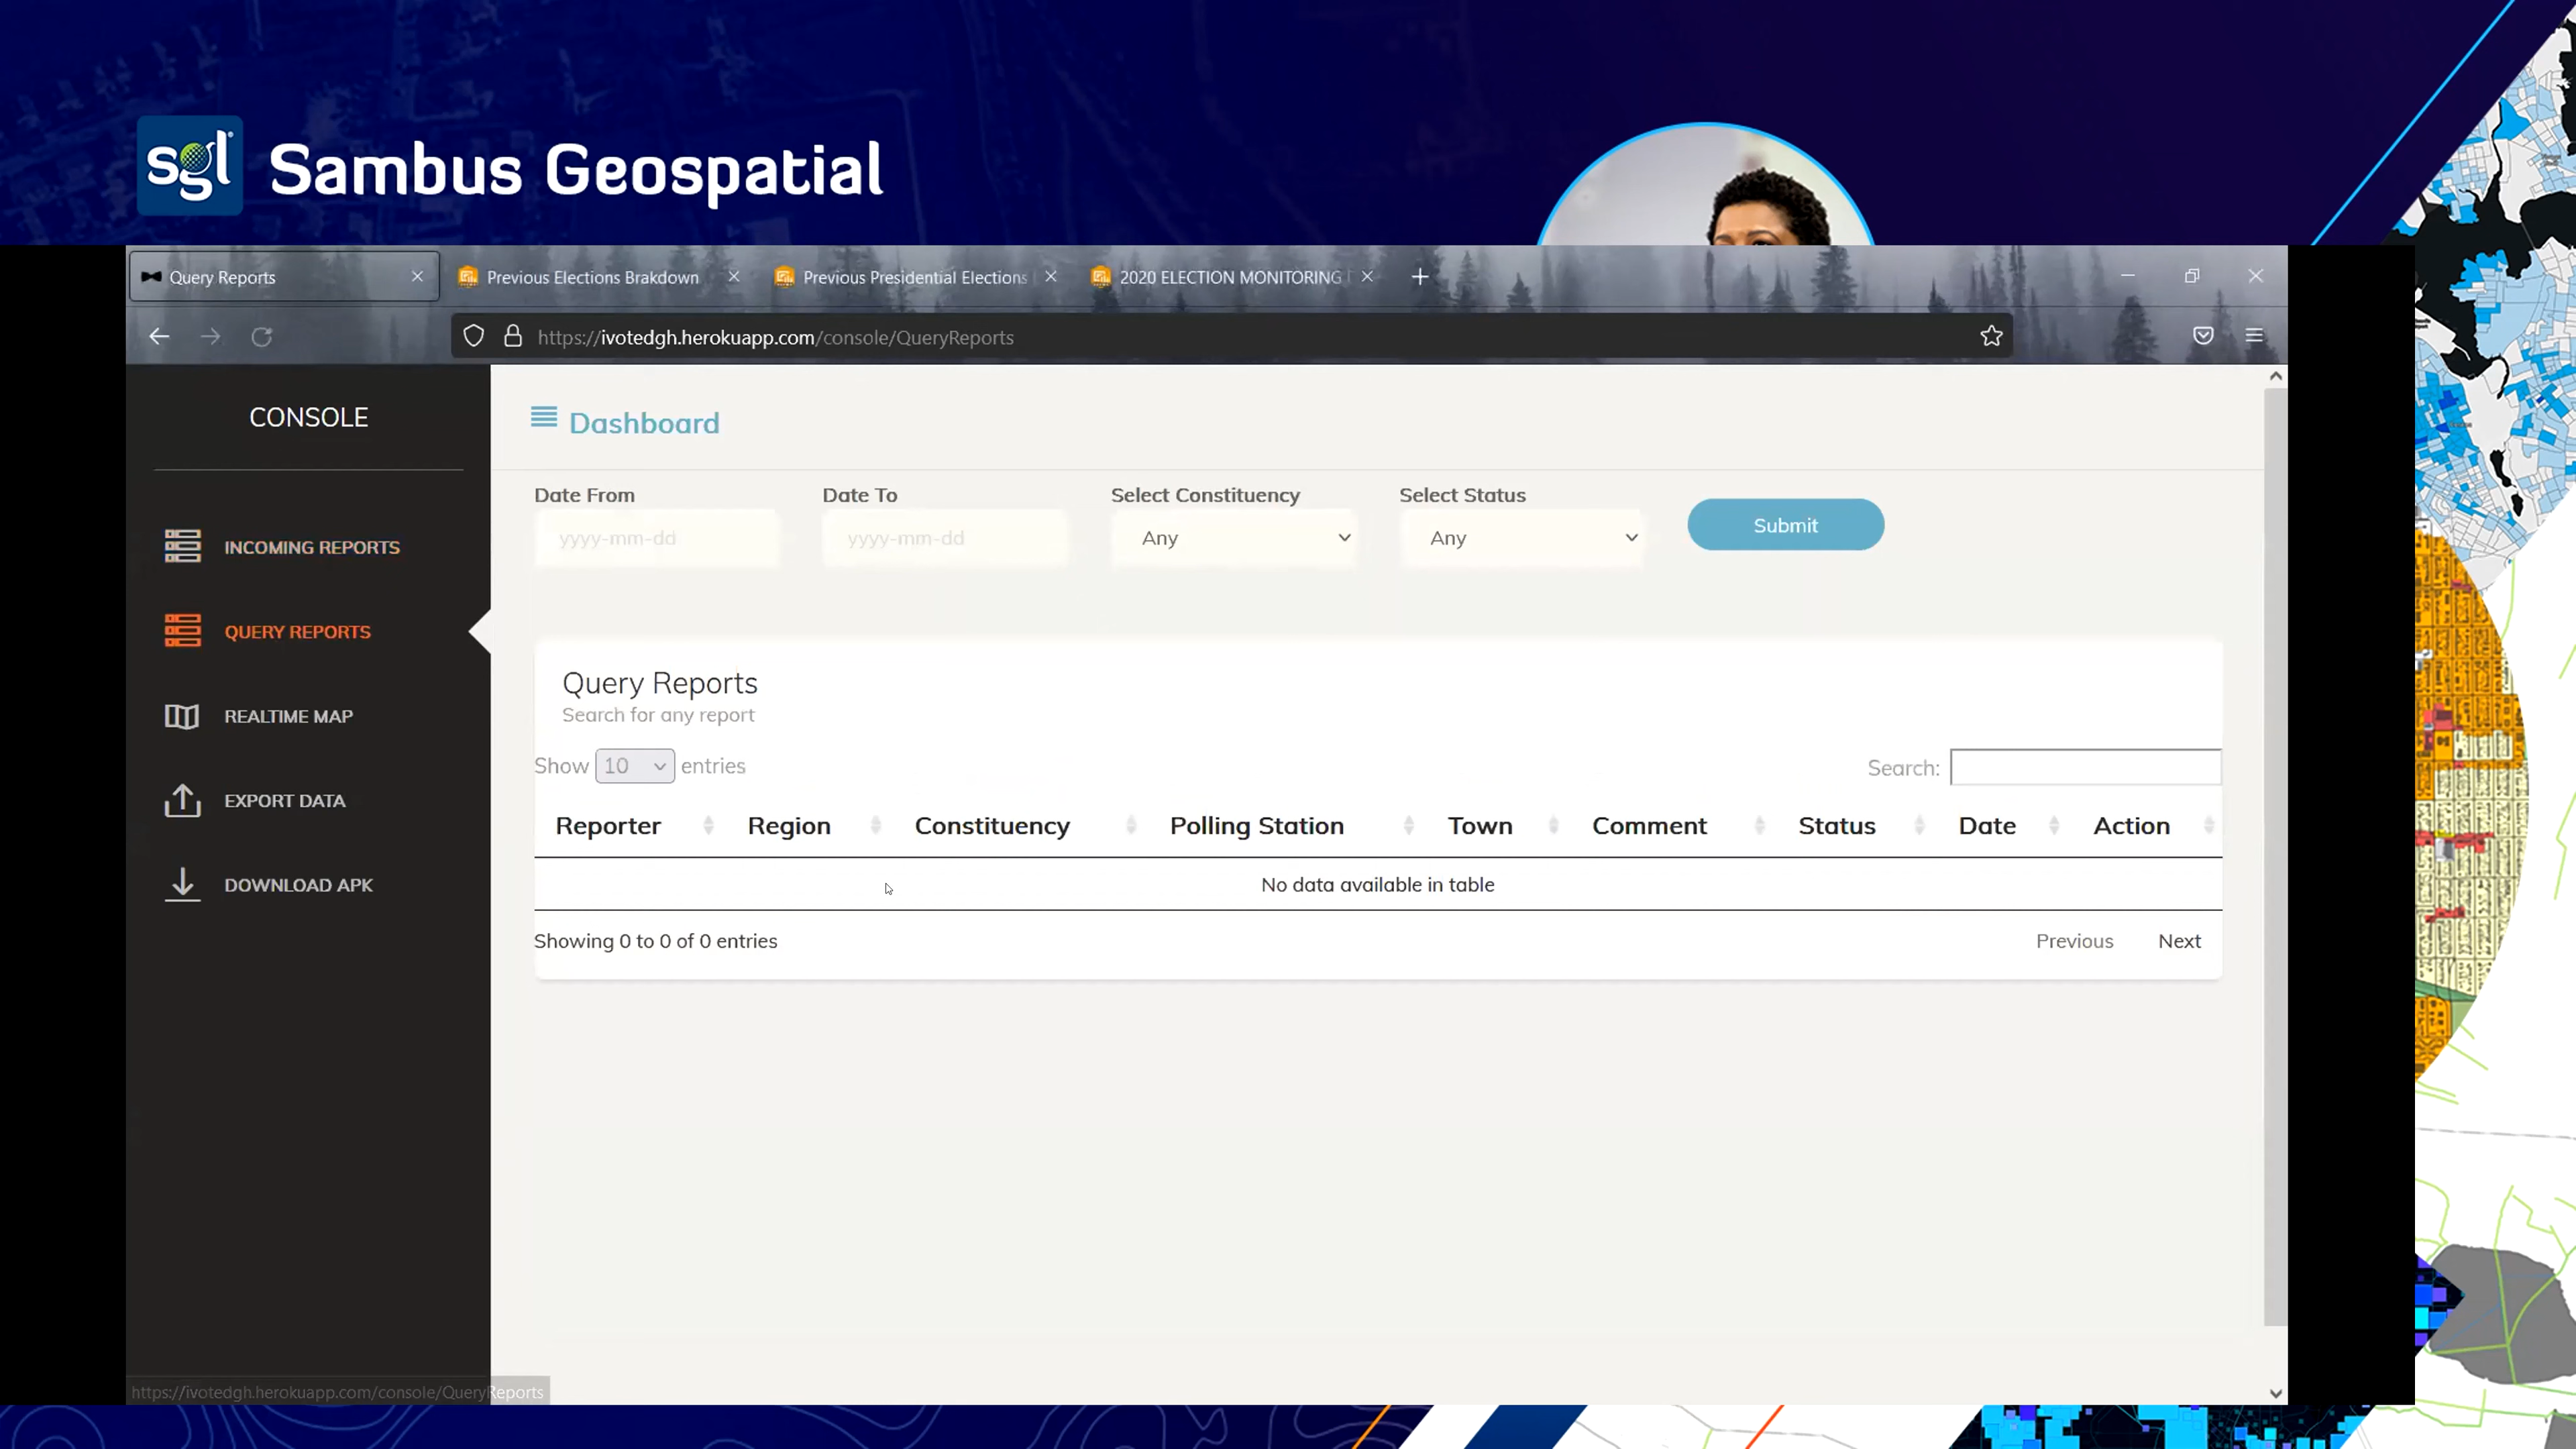 sgl Sambus Geospatial
Query Reports
Previous Elections Brakdown
Previous Presidential Elections
2020 ELECTION MONITORING
https://ivotedgh.herokuapp.com/console/QueryReports
CONSOLE
INCOMING REPORTS
QUERY REPORTS
REALTIME MAP
EXPORT DATA
DOWNLOAD APK
Dashboard
Date From Date To Select Constituency Select Status
yyyy-mm-dd yyyy-mm-dd Any Any Submit
Query Reports
Search for any report
Show 10 entries Search:
Reporter Region Constituency Polling Station Town Comment Status Date Action
No data available in table
Showing 0 to 0 of 0 entries Previous Next
https://ivotedgh.herokuapp.com/console/QueryReports